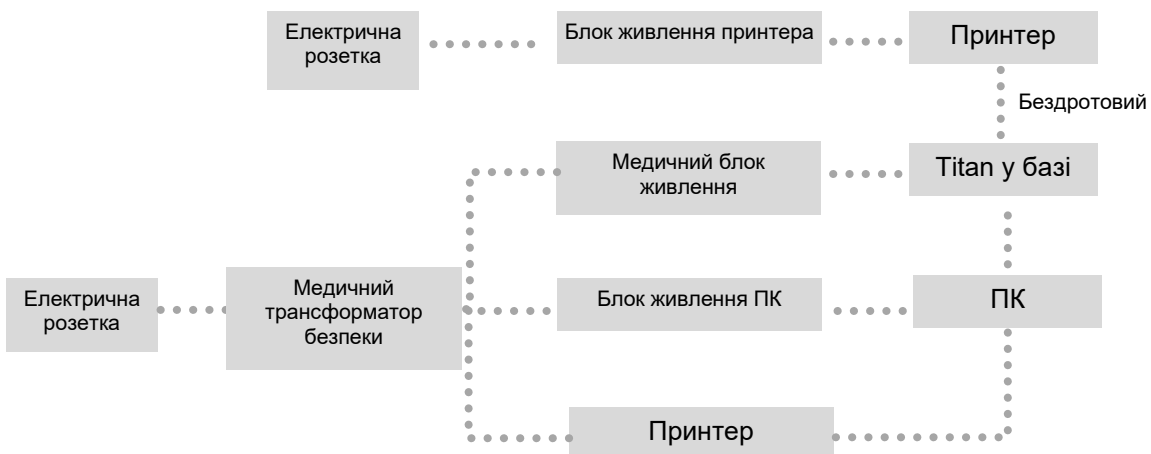 Електрична
розетка
Блок живлення принтера
Принтер
Бездротовий
Медичний блок
живлення
Titan у базі
Електрична
розетка
Медичний
трансформатор
безпеки
Блок живлення ПК
ПК
Принтер